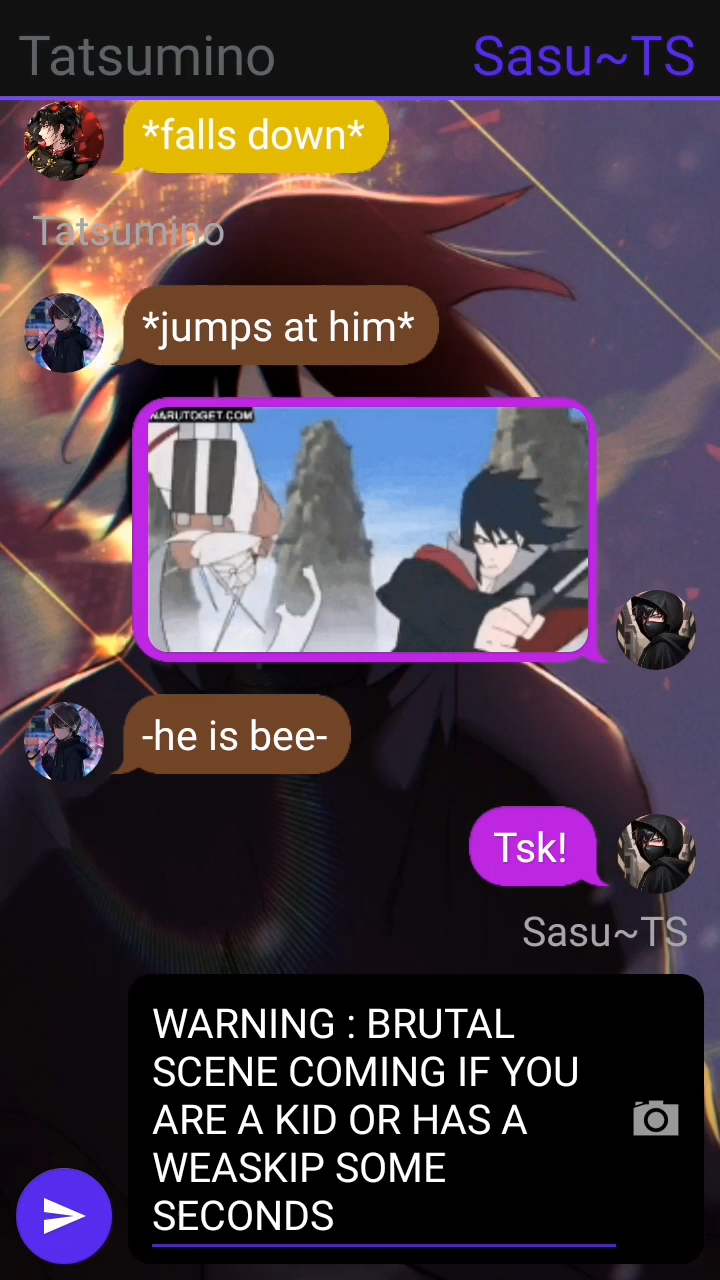 Tatsumino Sasu~TS
*falls down*
Tatsumino
*jumps at him*
NARUTOGET.COM
-he is bee-
Tsk!
Sasu~TS
WARNING : BRUTAL
SCENE COMING IF YOU
ARE A KID OR HAS A
WEASKIP SOME
SECONDS